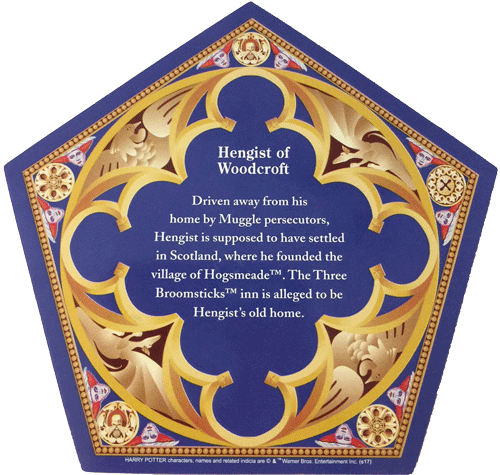 Hengist of
Woodcroft
Driven away from his
home by Muggle persecutors,
Hengist is supposed to have settled
in Scotland, where he founded the
village of Hogsmeade™. The Three
Broomsticks™ inn is alleged to be
Hengist's old home.
HARRY POTTER characters, names and related indicia are © & ™Warner Bros. Entertainment Inc. (s17)